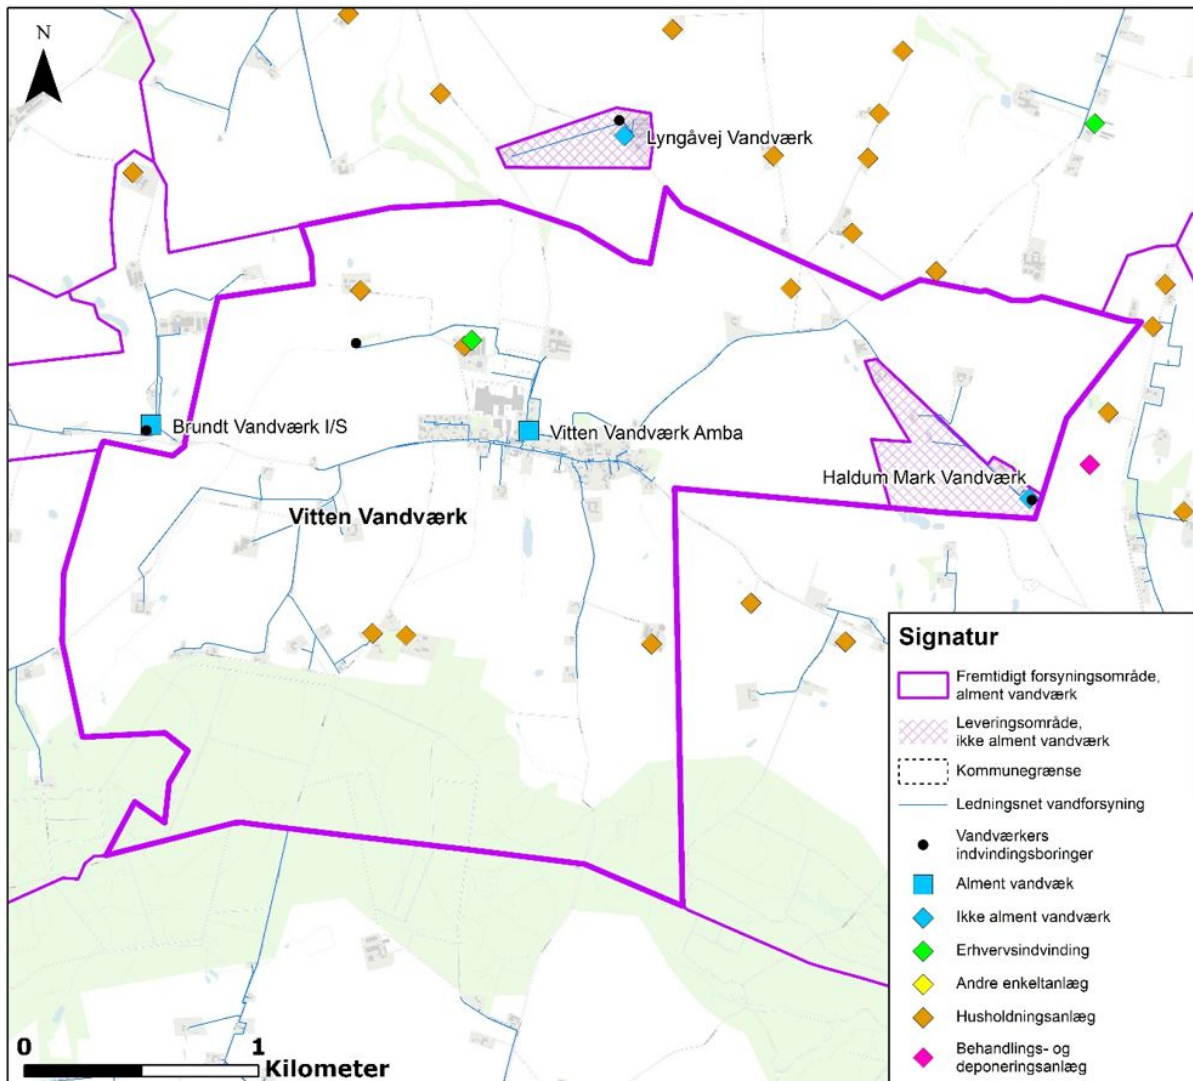 N
Lyngåvej Vandværk
Brundt Vandværk I/S
Vitten Vandværk Amba
Haldum Mark Vandværk
Vitten Vandværk
Signatur
Fremtidigt forsyningsområde,
alment vandværk
Leveringsområde,
ikke alment vandværk
Kommunegrænse
Ledningsnet vandforsyning
Vandværkers
indvindingsboringer
Alment vandvæk
Ikke alment vandværk
Erhvervsindvinding
Andre enkeltanlæg
Husholdningsanlæg
Behandlings- og
deponeringsanlæg
0 1
Kilometer